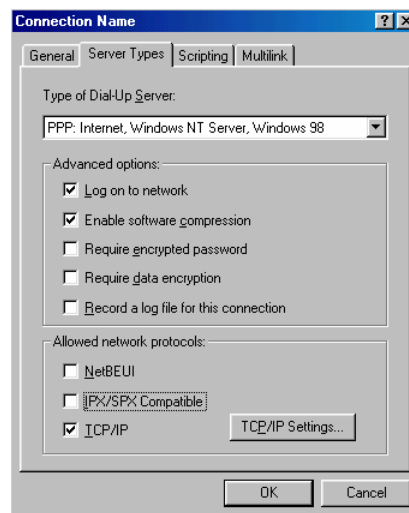 Connection Name
General Server Types Scripting Multilink
Type of Dial-Up Server:
PPP: Internet, Windows NT Server, Windows 98
Advanced options:
Log on to network
Enable software compression
Require encrypted password
Require data encryption
Record a log file for this connection
Allowed network protocols:
NetBEUI
IPX/SPX Compatible
TCP/IP
TCP/IP Settings...
OK Cancel